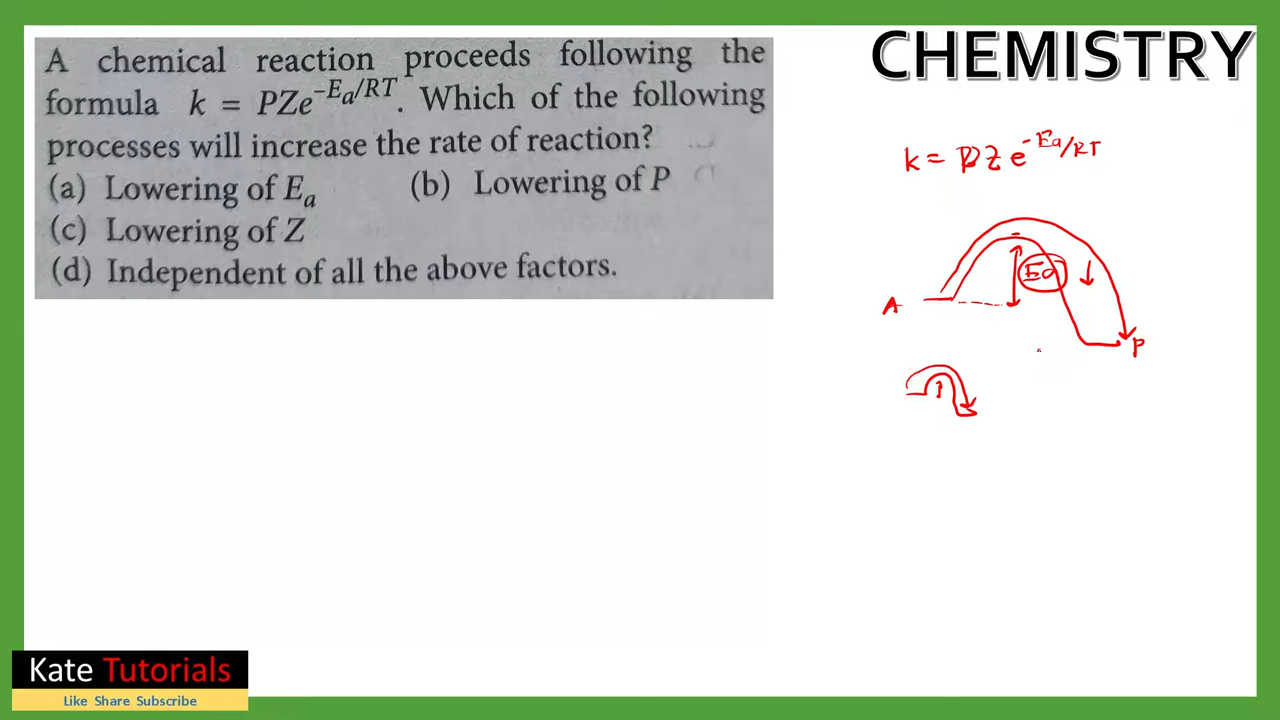 CHEMISTRY
A chemical reaction proceeds following the
formula k = PZe^-Ea/RT. Which of the following
processes will increase the rate of reaction?
(a) Lowering of Ea (b) Lowering of P
(c) Lowering of Z
(d) Independent of all the above factors.
k = PZ e^-Ea/RT
Ea
A
P
Kate Tutorials
Like Share Subscribe